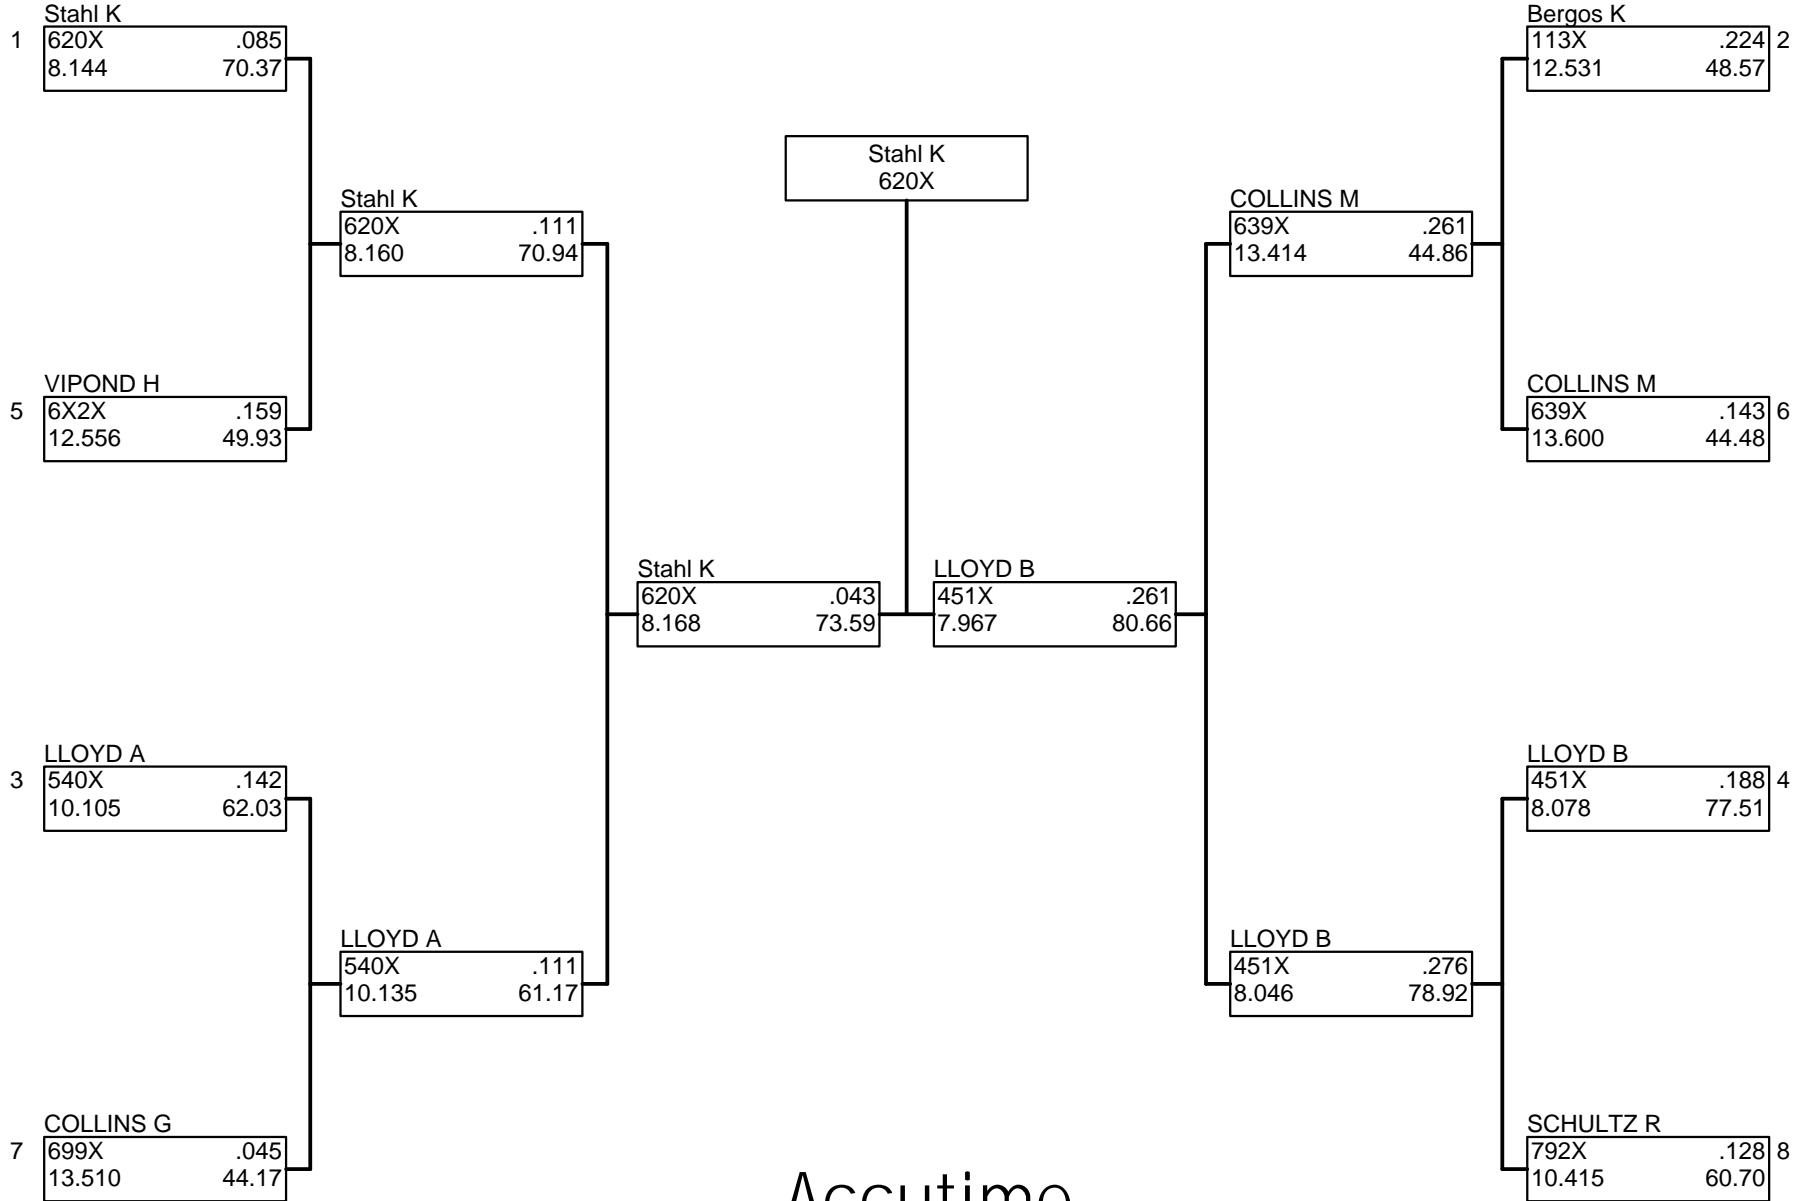 Stahl K
1 620X .085
8.144 70.37
Bergos K
113X .224 2
12.531 48.57
Stahl K
620X
Stahl K
620X .111
8.160 70.94
COLLINS M
639X .261
13.414 44.86
VIPOND H
5 6X2X .159
12.556 49.93
COLLINS M
639X .143 6
13.600 44.48
Stahl K
620X .043
8.168 73.59
LLOYD B
451X .261
7.967 80.66
LLOYD A
3 540X .142
10.105 62.03
LLOYD B
451X .188 4
8.078 77.51
LLOYD A
540X .111
10.135 61.17
LLOYD B
451X .276
8.046 78.92
COLLINS G
7 699X .045
13.510 44.17
SCHULTZ R
792X .128 8
10.415 60.70
Accutime